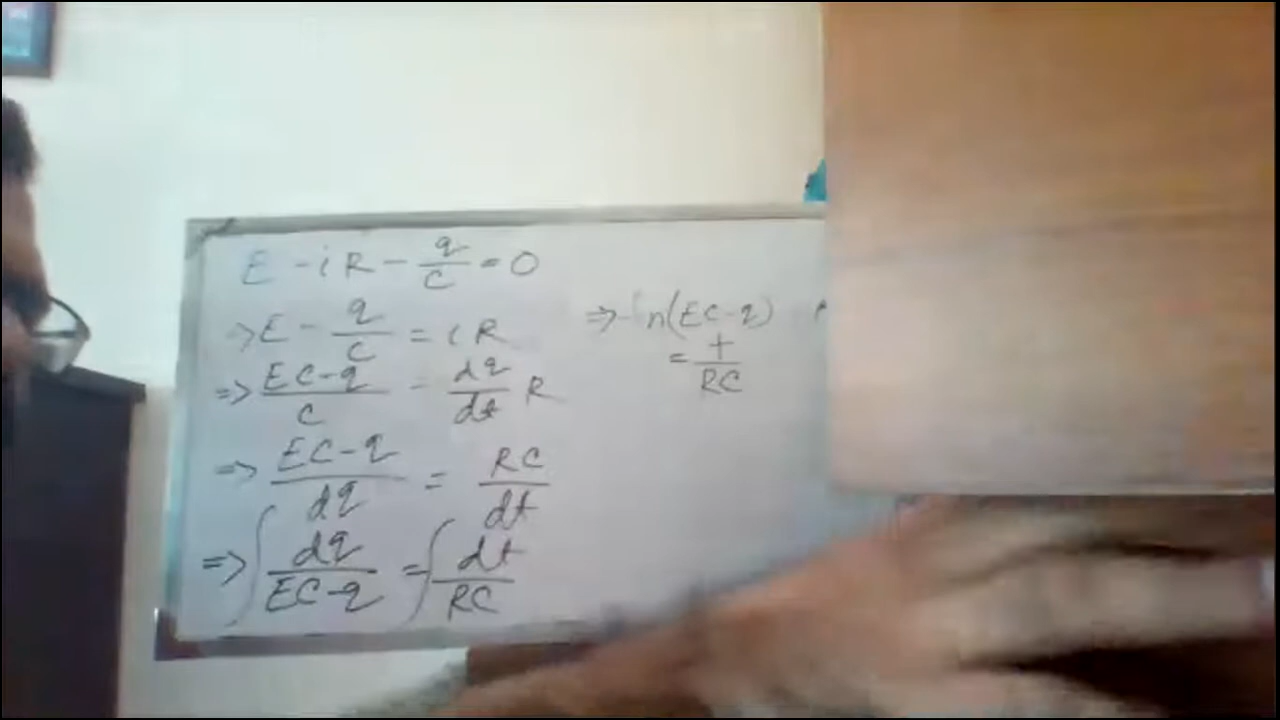 E - iR - q/c = 0
=> E - q/c = iR
=> EC-q/c = dq/dt R
=> EC-q/dq = RC/dt
=> ∫ dq/EC-q = ∫ dt/RC
=> -ln(EC-q)
= t/RC